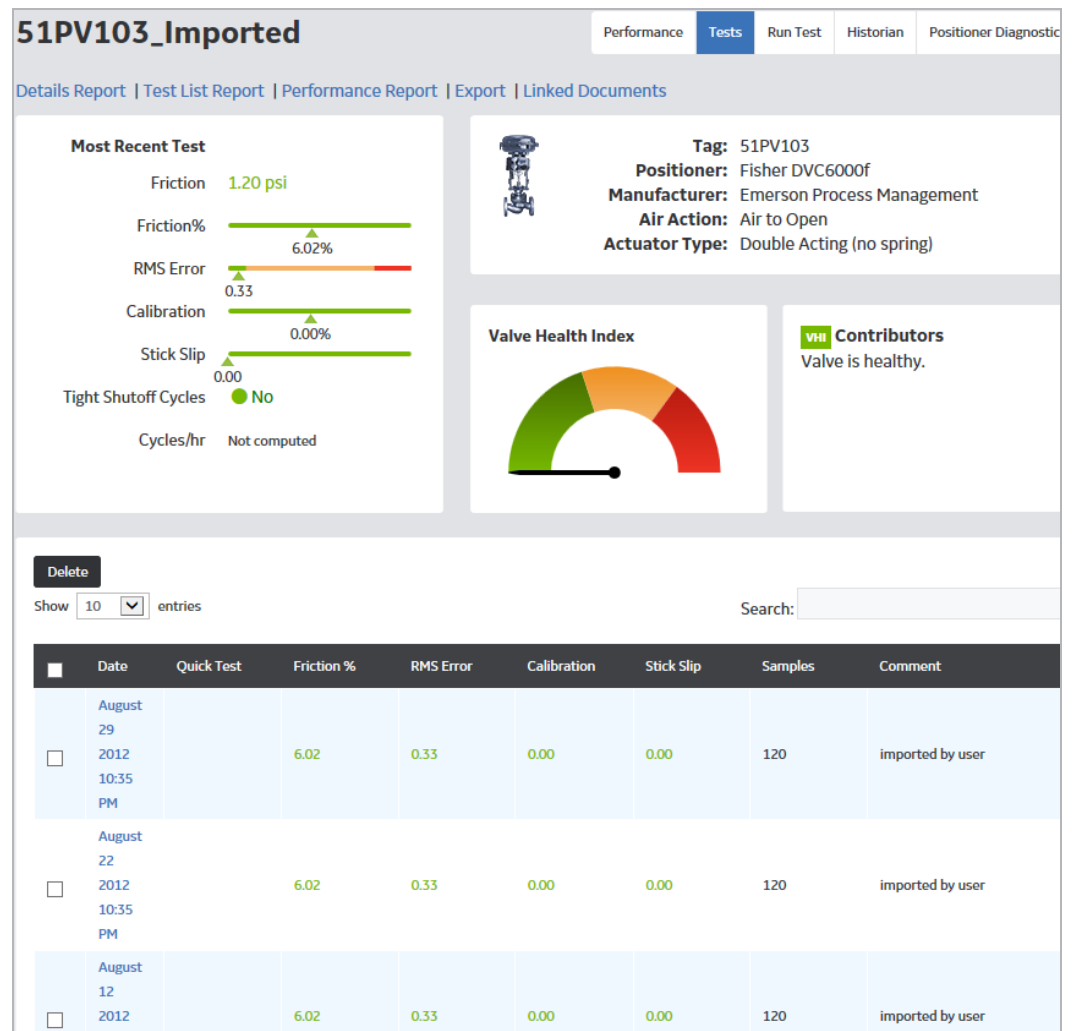 51PV103_Imported
Performance Tests Run Test Historian Positioner Diagnostic
Details Report | Test List Report | Performance Report | Export | Linked Documents
Most Recent Test
Friction 1.20 psi
Friction%
6.02%
RMS Error
0.33
Calibration
0.00%
Stick Slip
0.00
Tight Shutoff Cycles No
Cycles/hr Not computed
Tag: 51PV103
Positioner: Fisher DVC6000f
Manufacturer: Emerson Process Management
Air Action: Air to Open
Actuator Type: Double Acting (no spring)
Valve Health Index
VHI Contributors
Valve is healthy.
Delete
Show 10 entries
Search:
Date Quick Test Friction % RMS Error Calibration Stick Slip Samples Comment
August
29
2012
10:35
PM
6.02 0.33 0.00 0.00 120 imported by user
August
22
2012
10:35
PM
6.02 0.33 0.00 0.00 120 imported by user
August
12
2012
6.02 0.33 0.00 0.00 120 imported by user